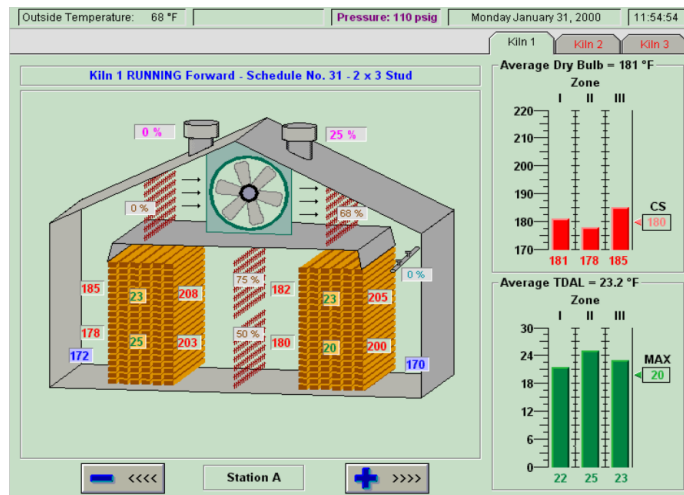 Outside Temperature: 68 °F Pressure: 110 psig Monday January 31, 2000 11:54:54
Kiln 1 Kiln 2 Kiln 3
Kiln 1 RUNNING Forward - Schedule No. 31 - 2 x 3 Stud
0 % 25 %
0 % 68 %
0 %
185 23 208 75 % 182 23 205
178 25 203 50 % 180 20 200
172 170
<<<< Station A >>>>
Average Dry Bulb = 181 °F
Zone
I II III
220
210
200
190
180
170
CS
180
181 178 185
Average TDAL = 23.2 °F
Zone
I II III
30
24
18
12
6
0
MAX
20
22 25 23